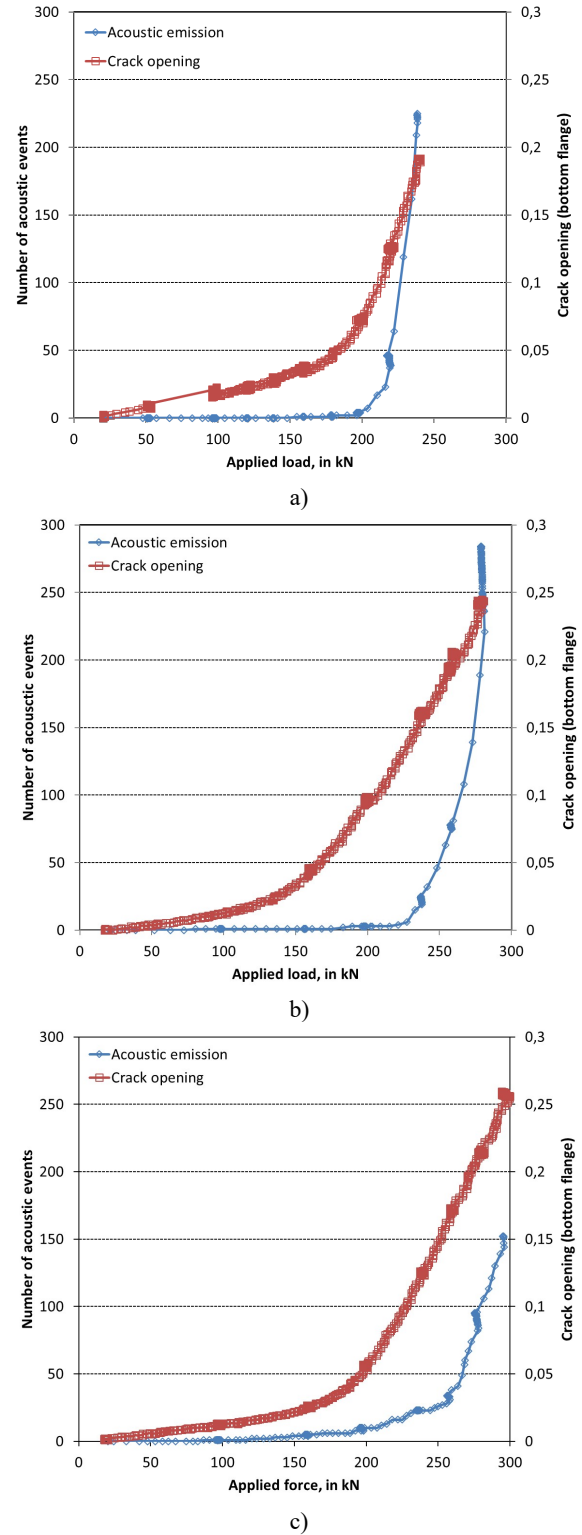 300
250
200
150
100
50
0
Number of acoustic events
Acoustic emission
Crack opening
0,3
0,25
0,2
0,15
0,1
0,05
0
Crack opening (bottom flange)
0 50 100 150 200 250 300
Applied load, in kN
a)
300
250
200
150
100
50
0
Number of acousctic events
Acoustic emission
Crack opening
0,3
0,25
0,2
0,15
0,1
0,05
0
Crack opening (bottom flange)
0 50 100 150 200 250 300
Applied load, in kN
b)
300
250
200
150
100
50
0
Number of acoustic events
Acoustic emission
Crack opening
0,3
0,25
0,2
0,15
0,1
0,05
0
Crack opening (bottom flange)
0 50 100 150 200 250 300
Applied force, in kN
c)